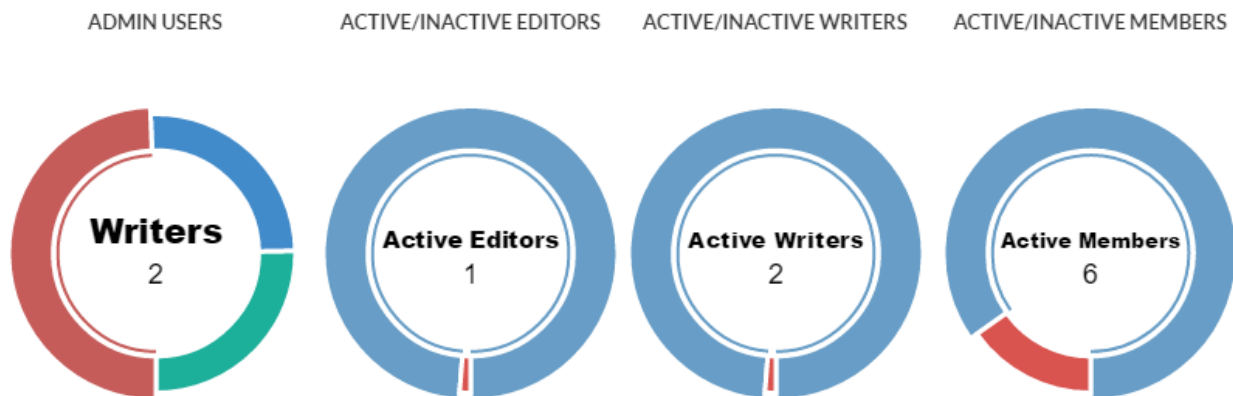 ADMIN USERS
ACTIVE/INACTIVE EDITORS
ACTIVE/INACTIVE WRITERS
ACTIVE/INACTIVE MEMBERS
Writers
2
Active Editors
1
Active Writers
2
Active Members
6